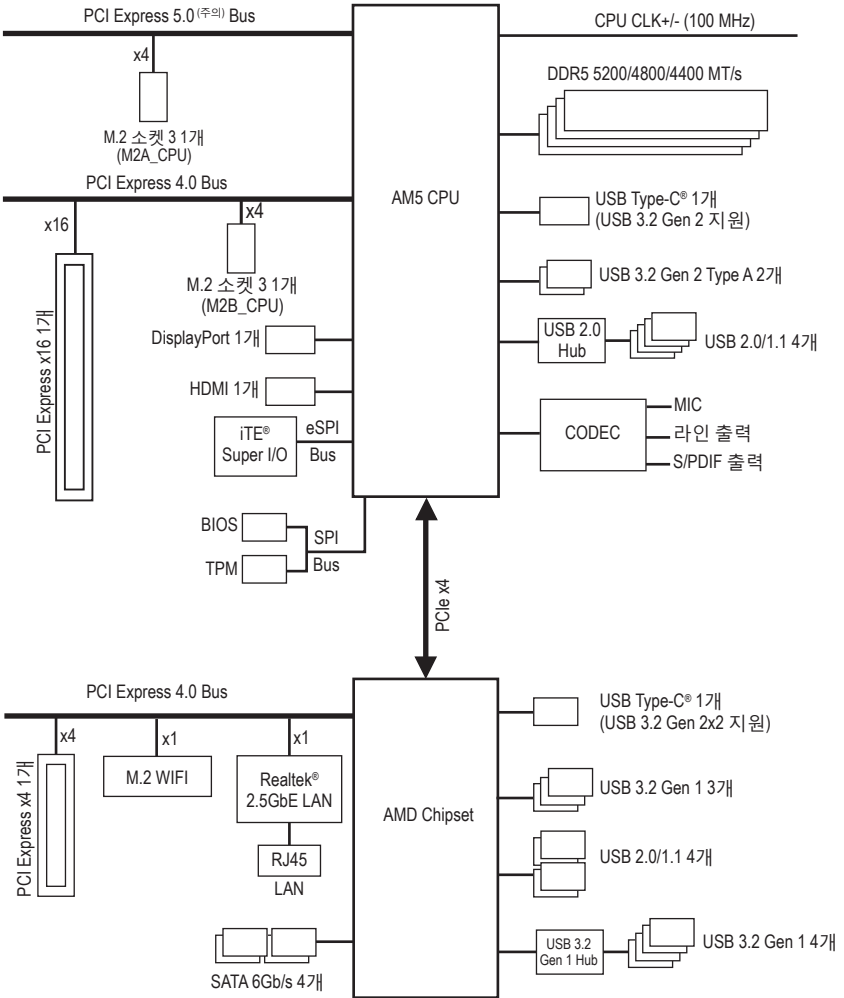 PCI Express 5.0 (주의) Bus
CPU CLK+/- (100 MHz)
x4
DDR5 5200/4800/4400 MT/s
M.2 소켓 3 1개
(M2A_CPU)
PCI Express 4.0 Bus
AM5 CPU
USB Type-C® 1개
(USB 3.2 Gen 2 지원)
x16
x4
M.2 소켓 3 1개
(M2B_CPU)
USB 3.2 Gen 2 Type A 2개
PCI Express x16 1개
DisplayPort 1개
USB 2.0
Hub
USB 2.0/1.1 4개
HDMI 1개
iTE®
Super I/O
eSPI
Bus
CODEC
MIC
라인 출력
S/PDIF 출력
BIOS
TPM
SPI
Bus
PCIe x4
PCI Express 4.0 Bus
USB Type-C® 1개
(USB 3.2 Gen 2x2 지원)
x4
x1
x1
PCI Express x4 1개
M.2 WIFI
Realtek®
2.5GbE LAN
AMD Chipset
USB 3.2 Gen 1 3개
RJ45
LAN
USB 2.0/1.1 4개
SATA 6Gb/s 4개
USB 3.2
Gen 1 Hub
USB 3.2 Gen 1 4개